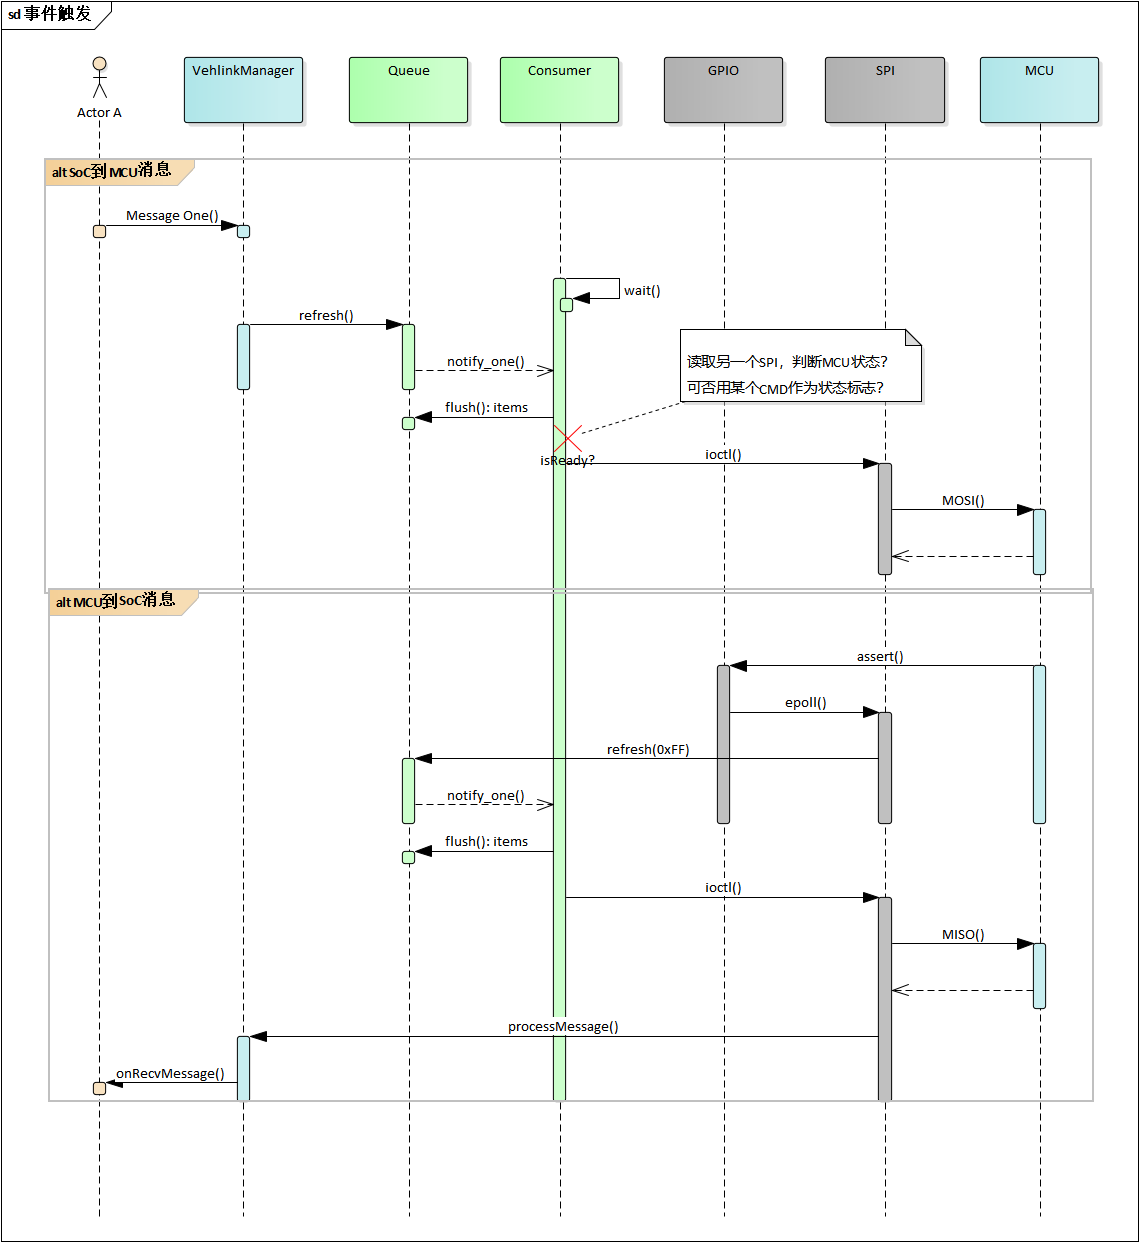 sd 事件触发
Actor A
VehlinkManager
Queue
Consumer
GPIO
SPI
MCU
alt SoC到 MCU消息
Message One()
wait()
refresh()
notify_one()
读取另一个SPI，判断MCU状态？
可否用某个CMD作为状态标志？
flush(): items
isReady?
ioctl()
MOSI()
alt MCU到 SoC消息
assert()
epoll()
refresh(0xFF)
notify_one()
flush(): items
ioctl()
MISO()
processMessage()
onRecvMessage()